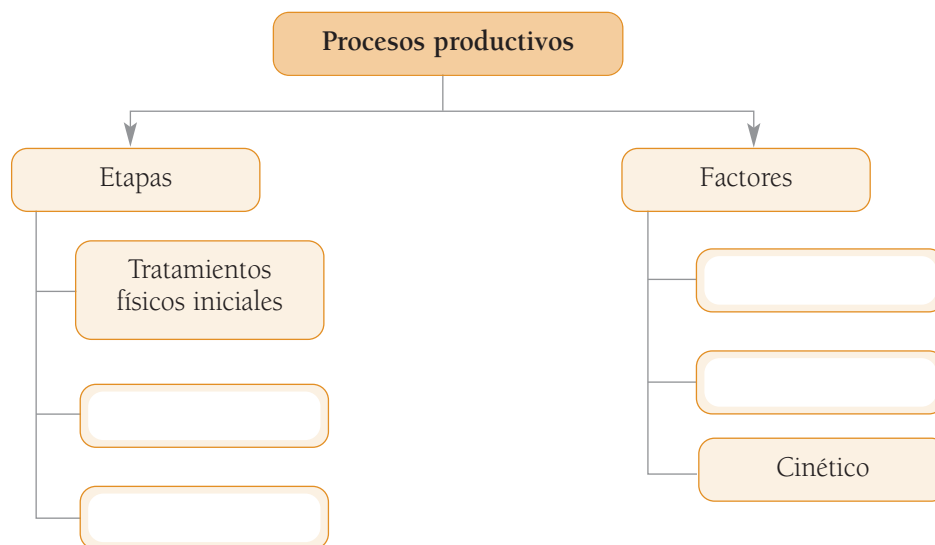 Procesos productivos
Etapas
Factores
Tratamientos
físicos iniciales
Cinético